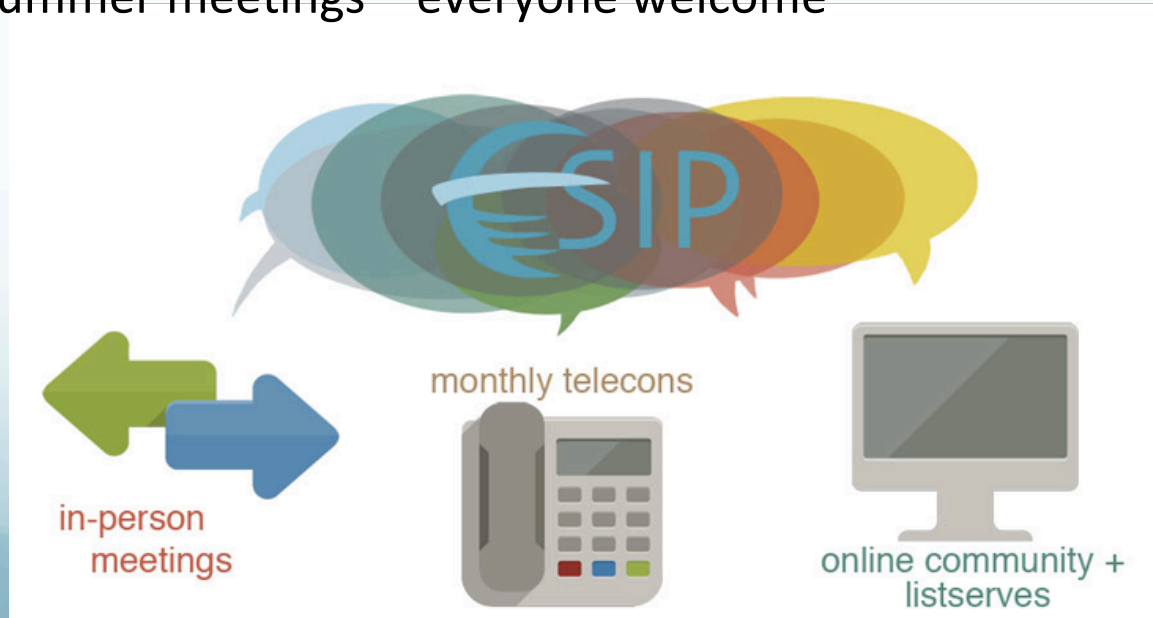 ummer meetings    everyone welcome
ESIP
monthly telecons
in-person
meetings
online community +
listserves